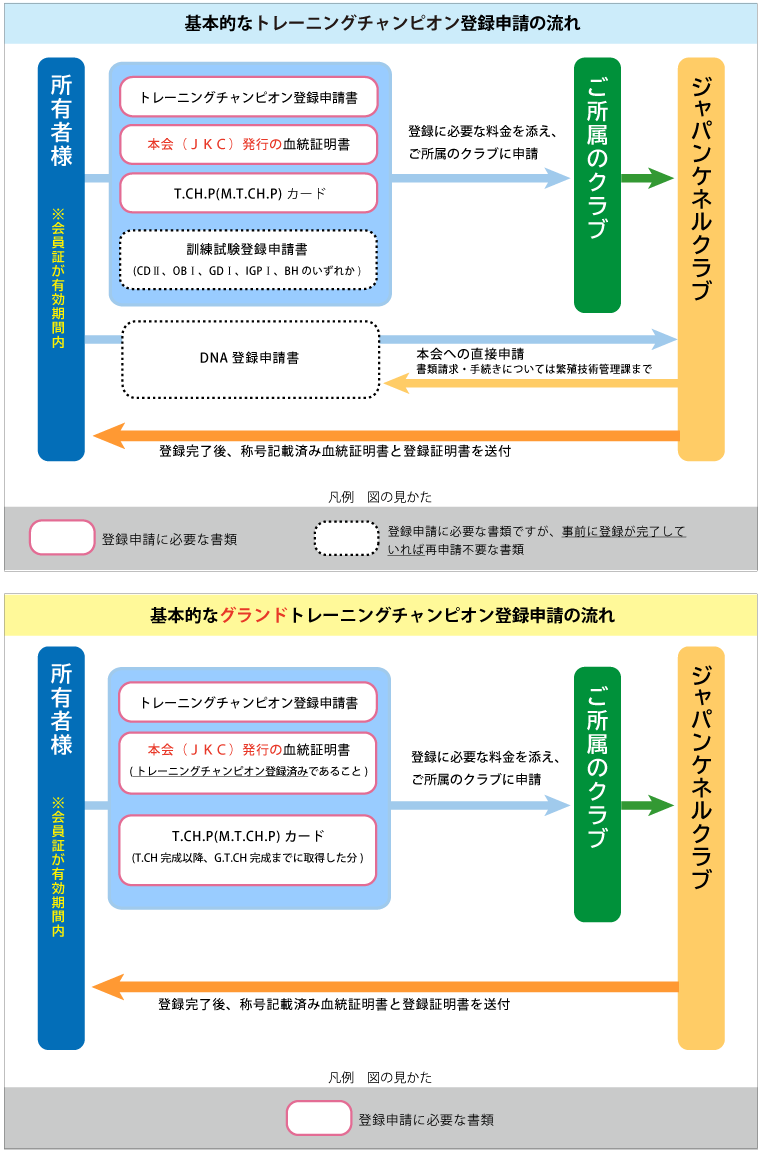 基本的なトレーニングチャンピオン登録申請の流れ
所有者様
※会員証が有効期間内
トレーニングチャンピオン登録申請書
本会（ＪＫＣ）発行の血統証明書
T.CH.P(M.T.CH.P) カード
訓練試験登録申請書
(CDⅡ、OBⅠ、GDⅠ、IGPⅠ、BHのいずれか)
登録に必要な料金を添え、
ご所属のクラブに申請
ご所属のクラブ
ジャパンケネルクラブ
DNA 登録申請書
本会への直接申請
書類請求・手続きについては繁殖技術管理課まで
登録完了後、称号記載済み血統証明書と登録証明書を送付
凡例　図の見かた
登録申請に必要な書類
登録申請に必要な書類ですが、事前に登録が完了して
いれば再申請不要な書類
基本的なグランドトレーニングチャンピオン登録申請の流れ
所有者様
※会員証が有効期間内
トレーニングチャンピオン登録申請書
本会（ＪＫＣ）発行の血統証明書
(トレーニングチャンピオン登録済みであること)
T.CH.P(M.T.CH.P) カード
(T.CH 完成以降、G.T.CH 完成までに取得した分)
登録に必要な料金を添え、
ご所属のクラブに申請
ご所属のクラブ
ジャパンケネルクラブ
登録完了後、称号記載済み血統証明書と登録証明書を送付
凡例　図の見かた
登録申請に必要な書類